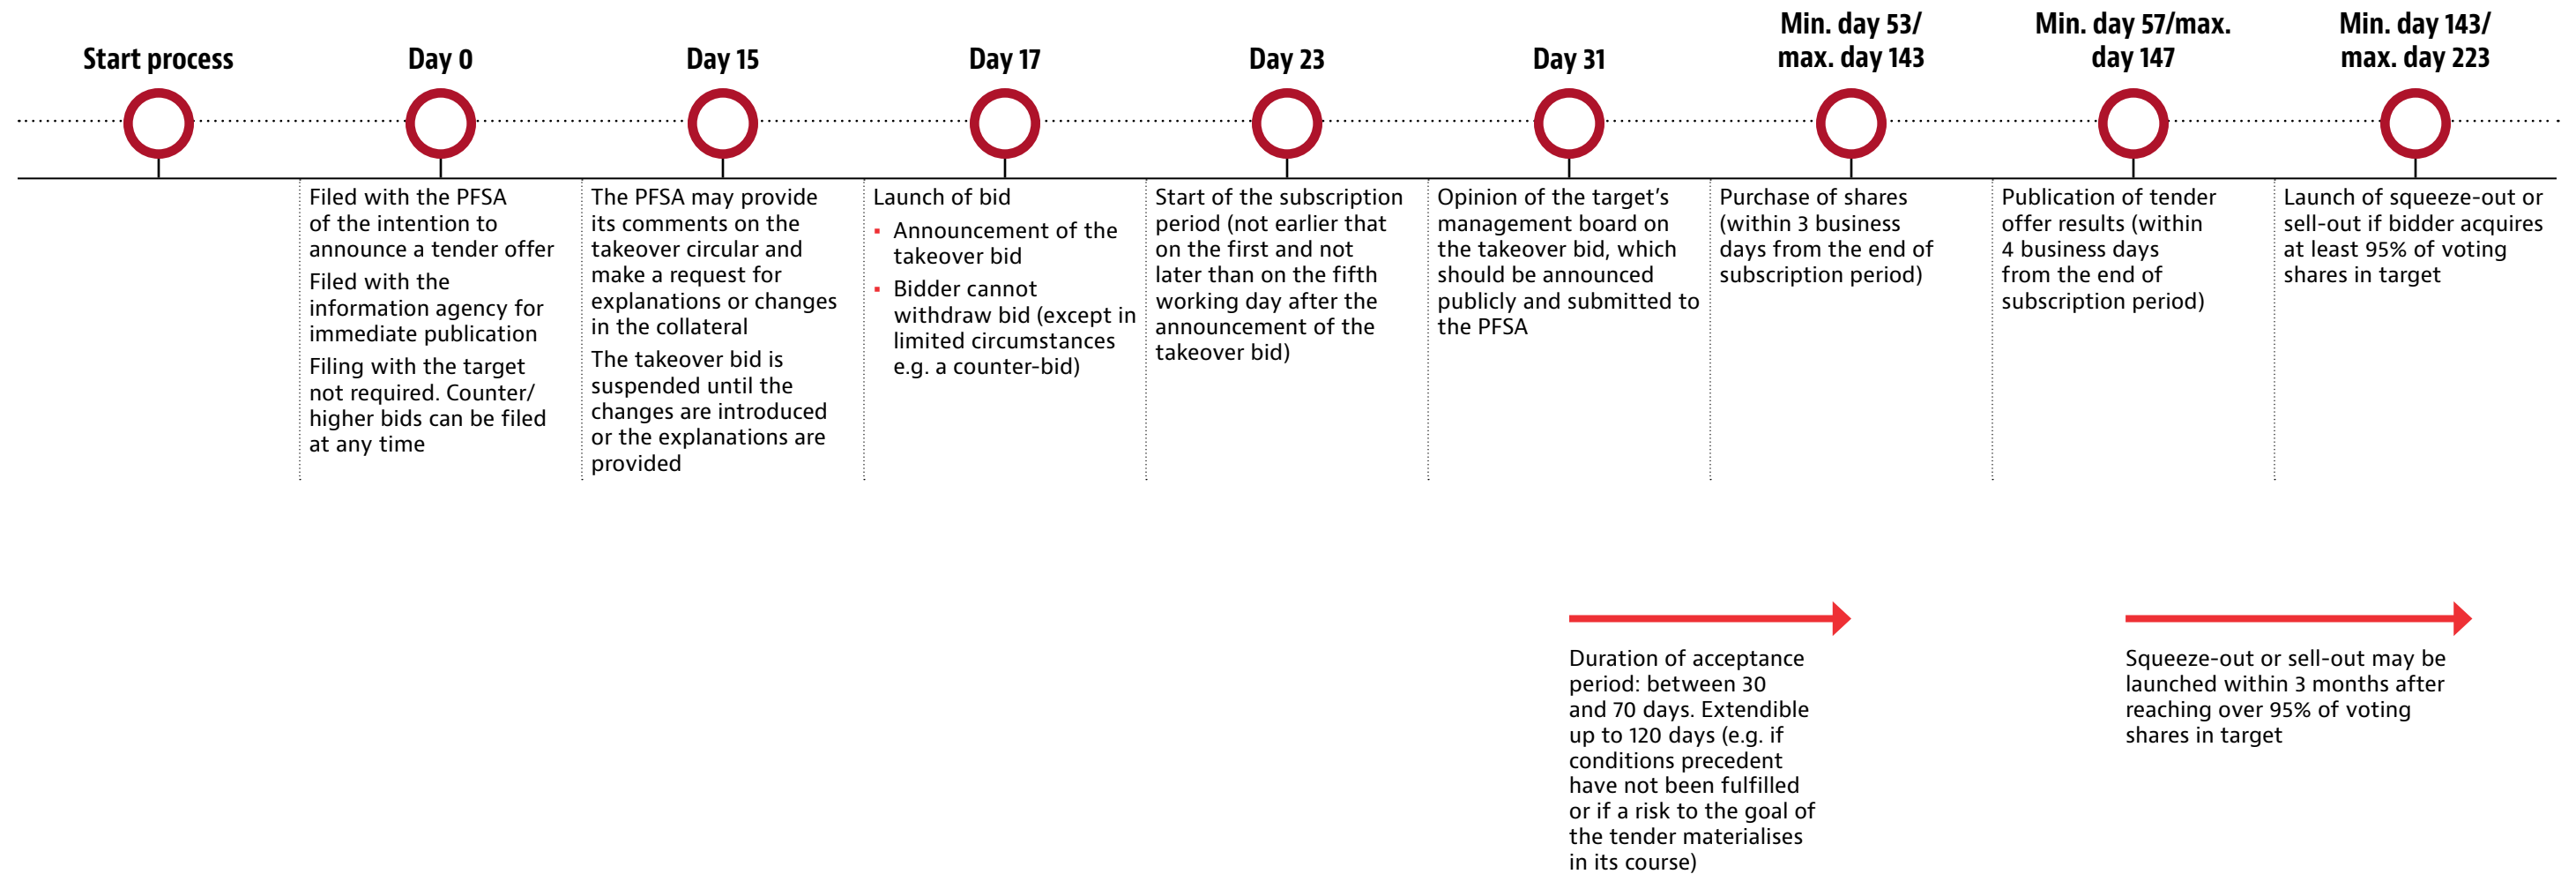 Start process
Day 0
Filed with the PFSA
of the intention to
announce a tender offer
Filed with the
information agency for
immediate publication
Filing with the target
not required. Counter/
higher bids can be filed
at any time
Day 15
The PFSA may provide
its comments on the
takeover circular and
make a request for
explanations or changes
in the collateral
The takeover bid is
suspended until the
changes are introduced
or the explanations are
provided
Day 17
Launch of bid
▪ Announcement of the
takeover bid
▪ Bidder cannot
withdraw bid (except in
limited circumstances
e.g. a counter-bid)
Day 23
Start of the subscription
period (not earlier that
on the first and not
later than on the fifth
working day after the
announcement of the
takeover bid)
Day 31
Opinion of the target's
management board on
the takeover bid, which
should be announced
publicly and submitted to
the PFSA
Min. day 53/
max. day 143
Purchase of shares
(within 3 business
days from the end of
subscription period)
Min. day 57/max.
day 147
Publication of tender
offer results (within
4 business days
from the end of
subscription period)
Min. day 143/
max. day 223
Launch of squeeze-out or
sell-out if bidder acquires
at least 95% of voting
shares in target
Duration of acceptance
period: between 30
and 70 days. Extendible
up to 120 days (e.g. if
conditions precedent
have not been fulfilled
or if a risk to the goal of
the tender materialises
in its course)
Squeeze-out or sell-out may be
launched within 3 months after
reaching over 95% of voting
shares in target